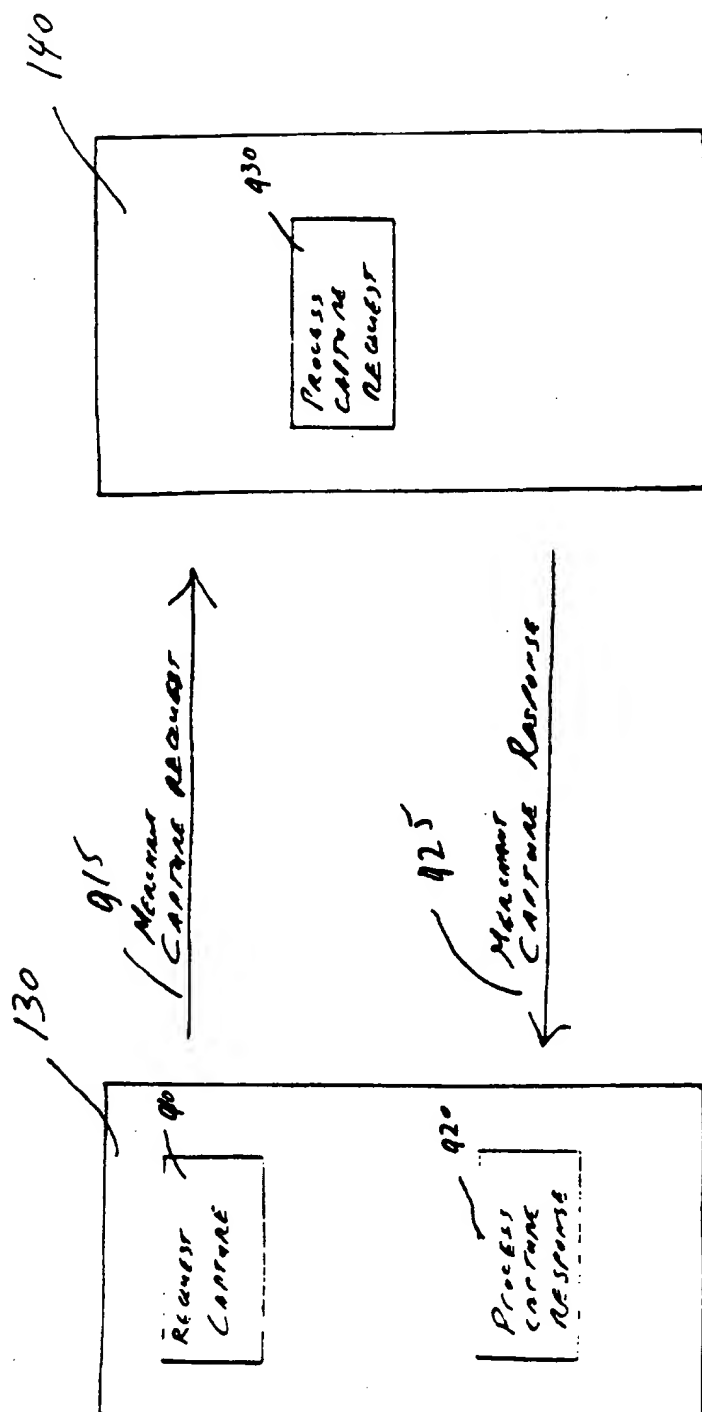 130
REQUEST
CAPTURE
910
PROCESS
CAPTURE
RESPONSE
920
915
MERCHANT
CAPTURE REQUEST
925
MERCHANT
CAPTURE RESPONSE
140
PROCESS
CAPTURE
REQUEST
930